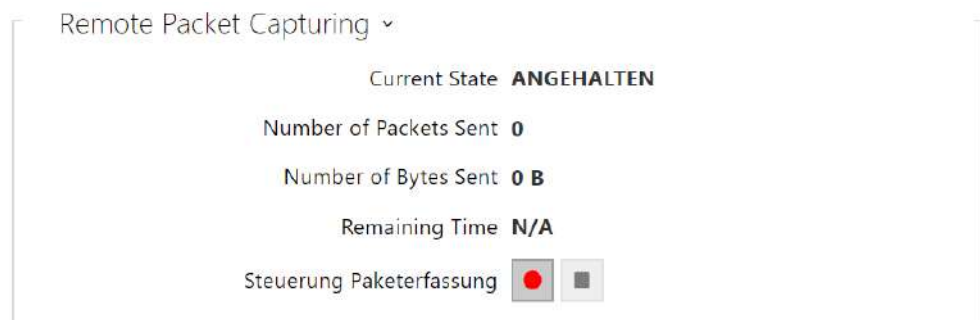 Remote Packet Capturing
Current State ANGEHALTEN
Number of Packets Sent 0
Number of Bytes Sent 0 B
Remaining Time N/A
Steuerung Paketerfassung